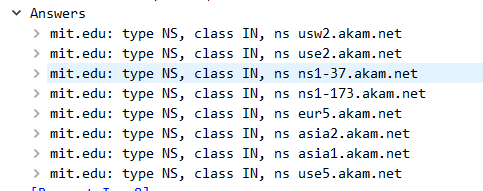 Answers
mit.edu: type NS, class IN, ns usw2.akam.net
mit.edu: type NS, class IN, ns use2.akam.net
mit.edu: type NS, class IN, ns ns1-37.akam.net
mit.edu: type NS, class IN, ns ns1-173.akam.net
mit.edu: type NS, class IN, ns eur5.akam.net
mit.edu: type NS, class IN, ns asia2.akam.net
mit.edu: type NS, class IN, ns asia1.akam.net
mit.edu: type NS, class IN, ns use5.akam.net